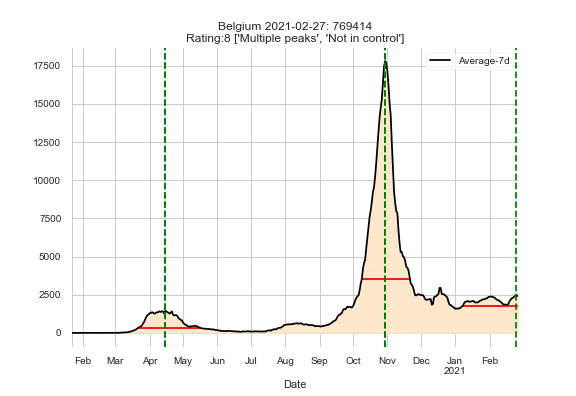 Belgium 2021-02-27: 769414
Rating:8 ['Multiple peaks', 'Not in control']
Average-7d
17500
15000
12500
10000
7500
5000
2500
0
Feb Mar Apr May Jun Jul Aug Sep Oct Nov Dec Jan Feb
2021
Date